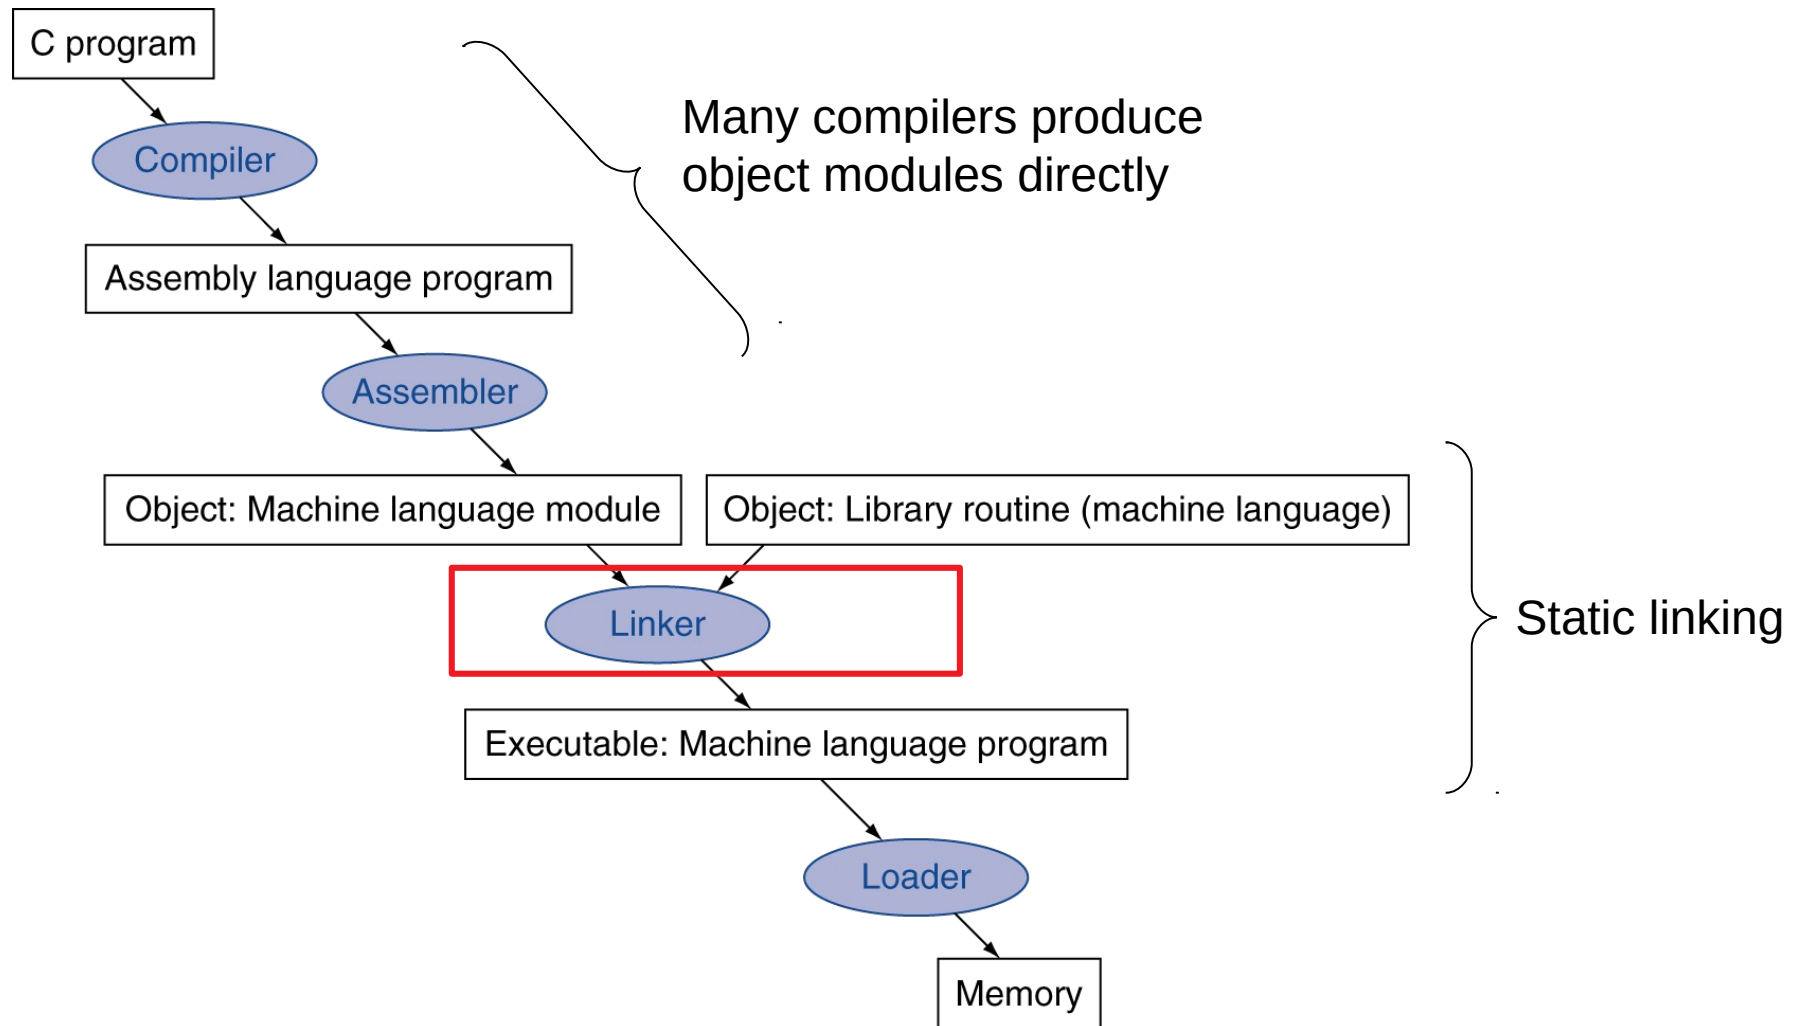 C program
Many compilers produce
object modules directly
Compiler
Assembly language program
Assembler
Object: Machine language module
Object: Library routine (machine language)
Linker
Static linking
Executable: Machine language program
Loader
Memory